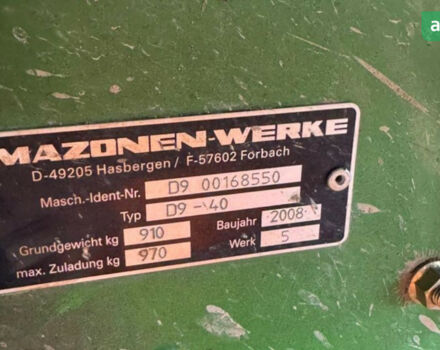 a
MAZONEN-WERKE
D-49205 Hasbergen / F-57602 Forbach
Masch.-Ident-Nr. D9 00168550
Typ D9-40
Grundgewicht kg 910 Baujahr 2008
max. Zuladung kg 970 Werk 5